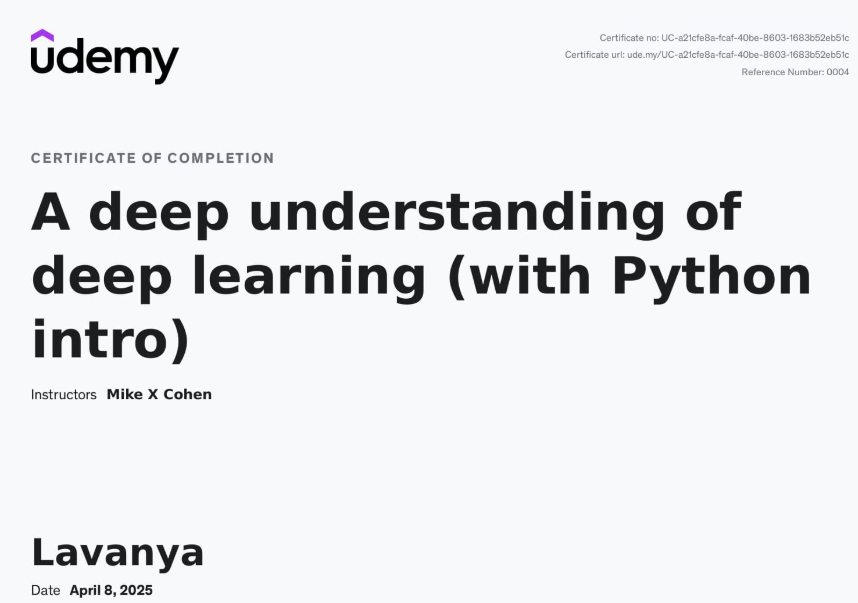 udemy
Certificate no: UC-a21cfe8a-fcaf-40be-8603-1683b52eb51c
Certificate url: ude.my/UC-a21cfe8a-fcaf-40be-8603-1683b52eb51c
Reference Number: 0004
CERTIFICATE OF COMPLETION
A deep understanding of
deep learning (with Python
intro)
Instructors Mike X Cohen
Lavanya
Date April 8, 2025